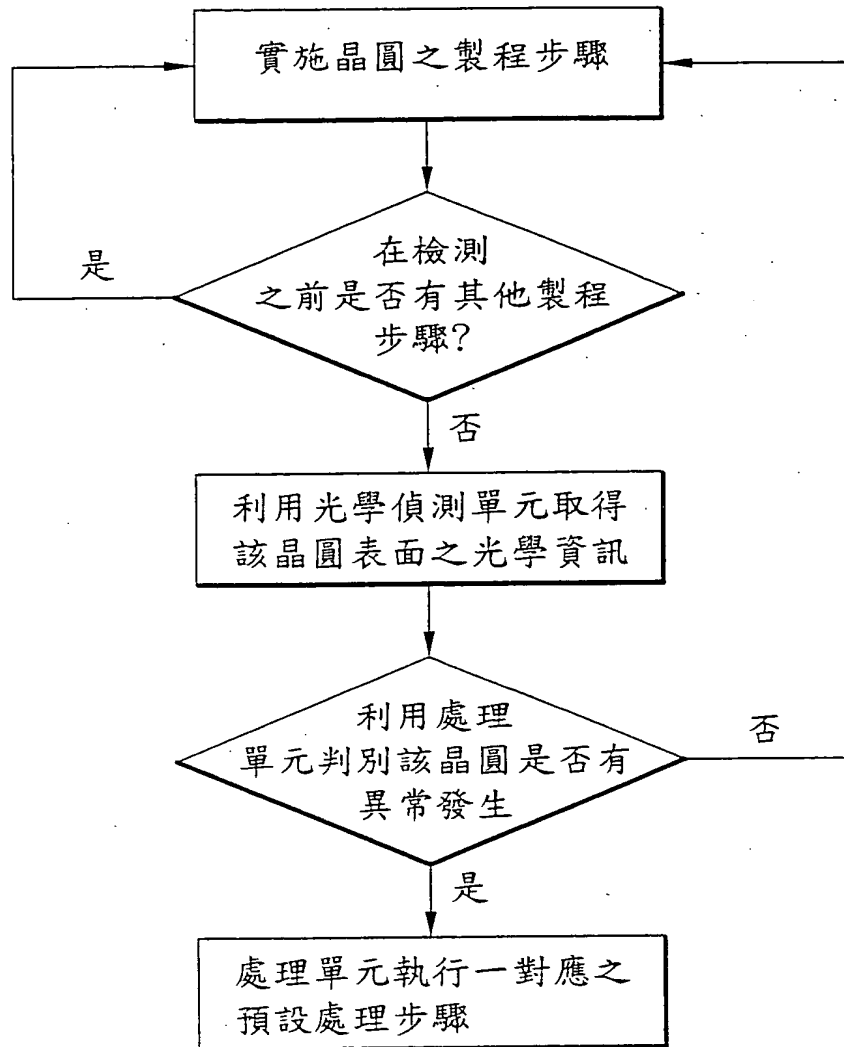 實施晶圓之製程步驟
在檢測
之前是否有其他製程
步驟?
是
否
利用光學偵測單元取得
該晶圓表面之光學資訊
利用處理
單元判別該晶圓是否有
異常發生
否
是
處理單元執行一對應之
預設處理步驟